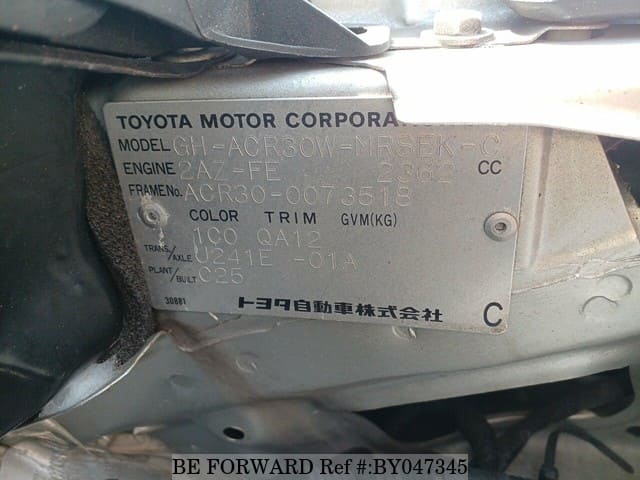 TOYOTA MOTOR CORPORA
MODEL GH-ACR30W-MRSEK-C
ENGINE 2AZ-FE 2362 CC
FRAME No. ACR30-0073518
COLOR TRIM GVM(KG)
1C0 QA12
TRANS./AXLE U241E -01A
PLANT/BUILT C25
30881
トヨタ自動車株式会社 C
BE FORWARD Ref #:BY047345